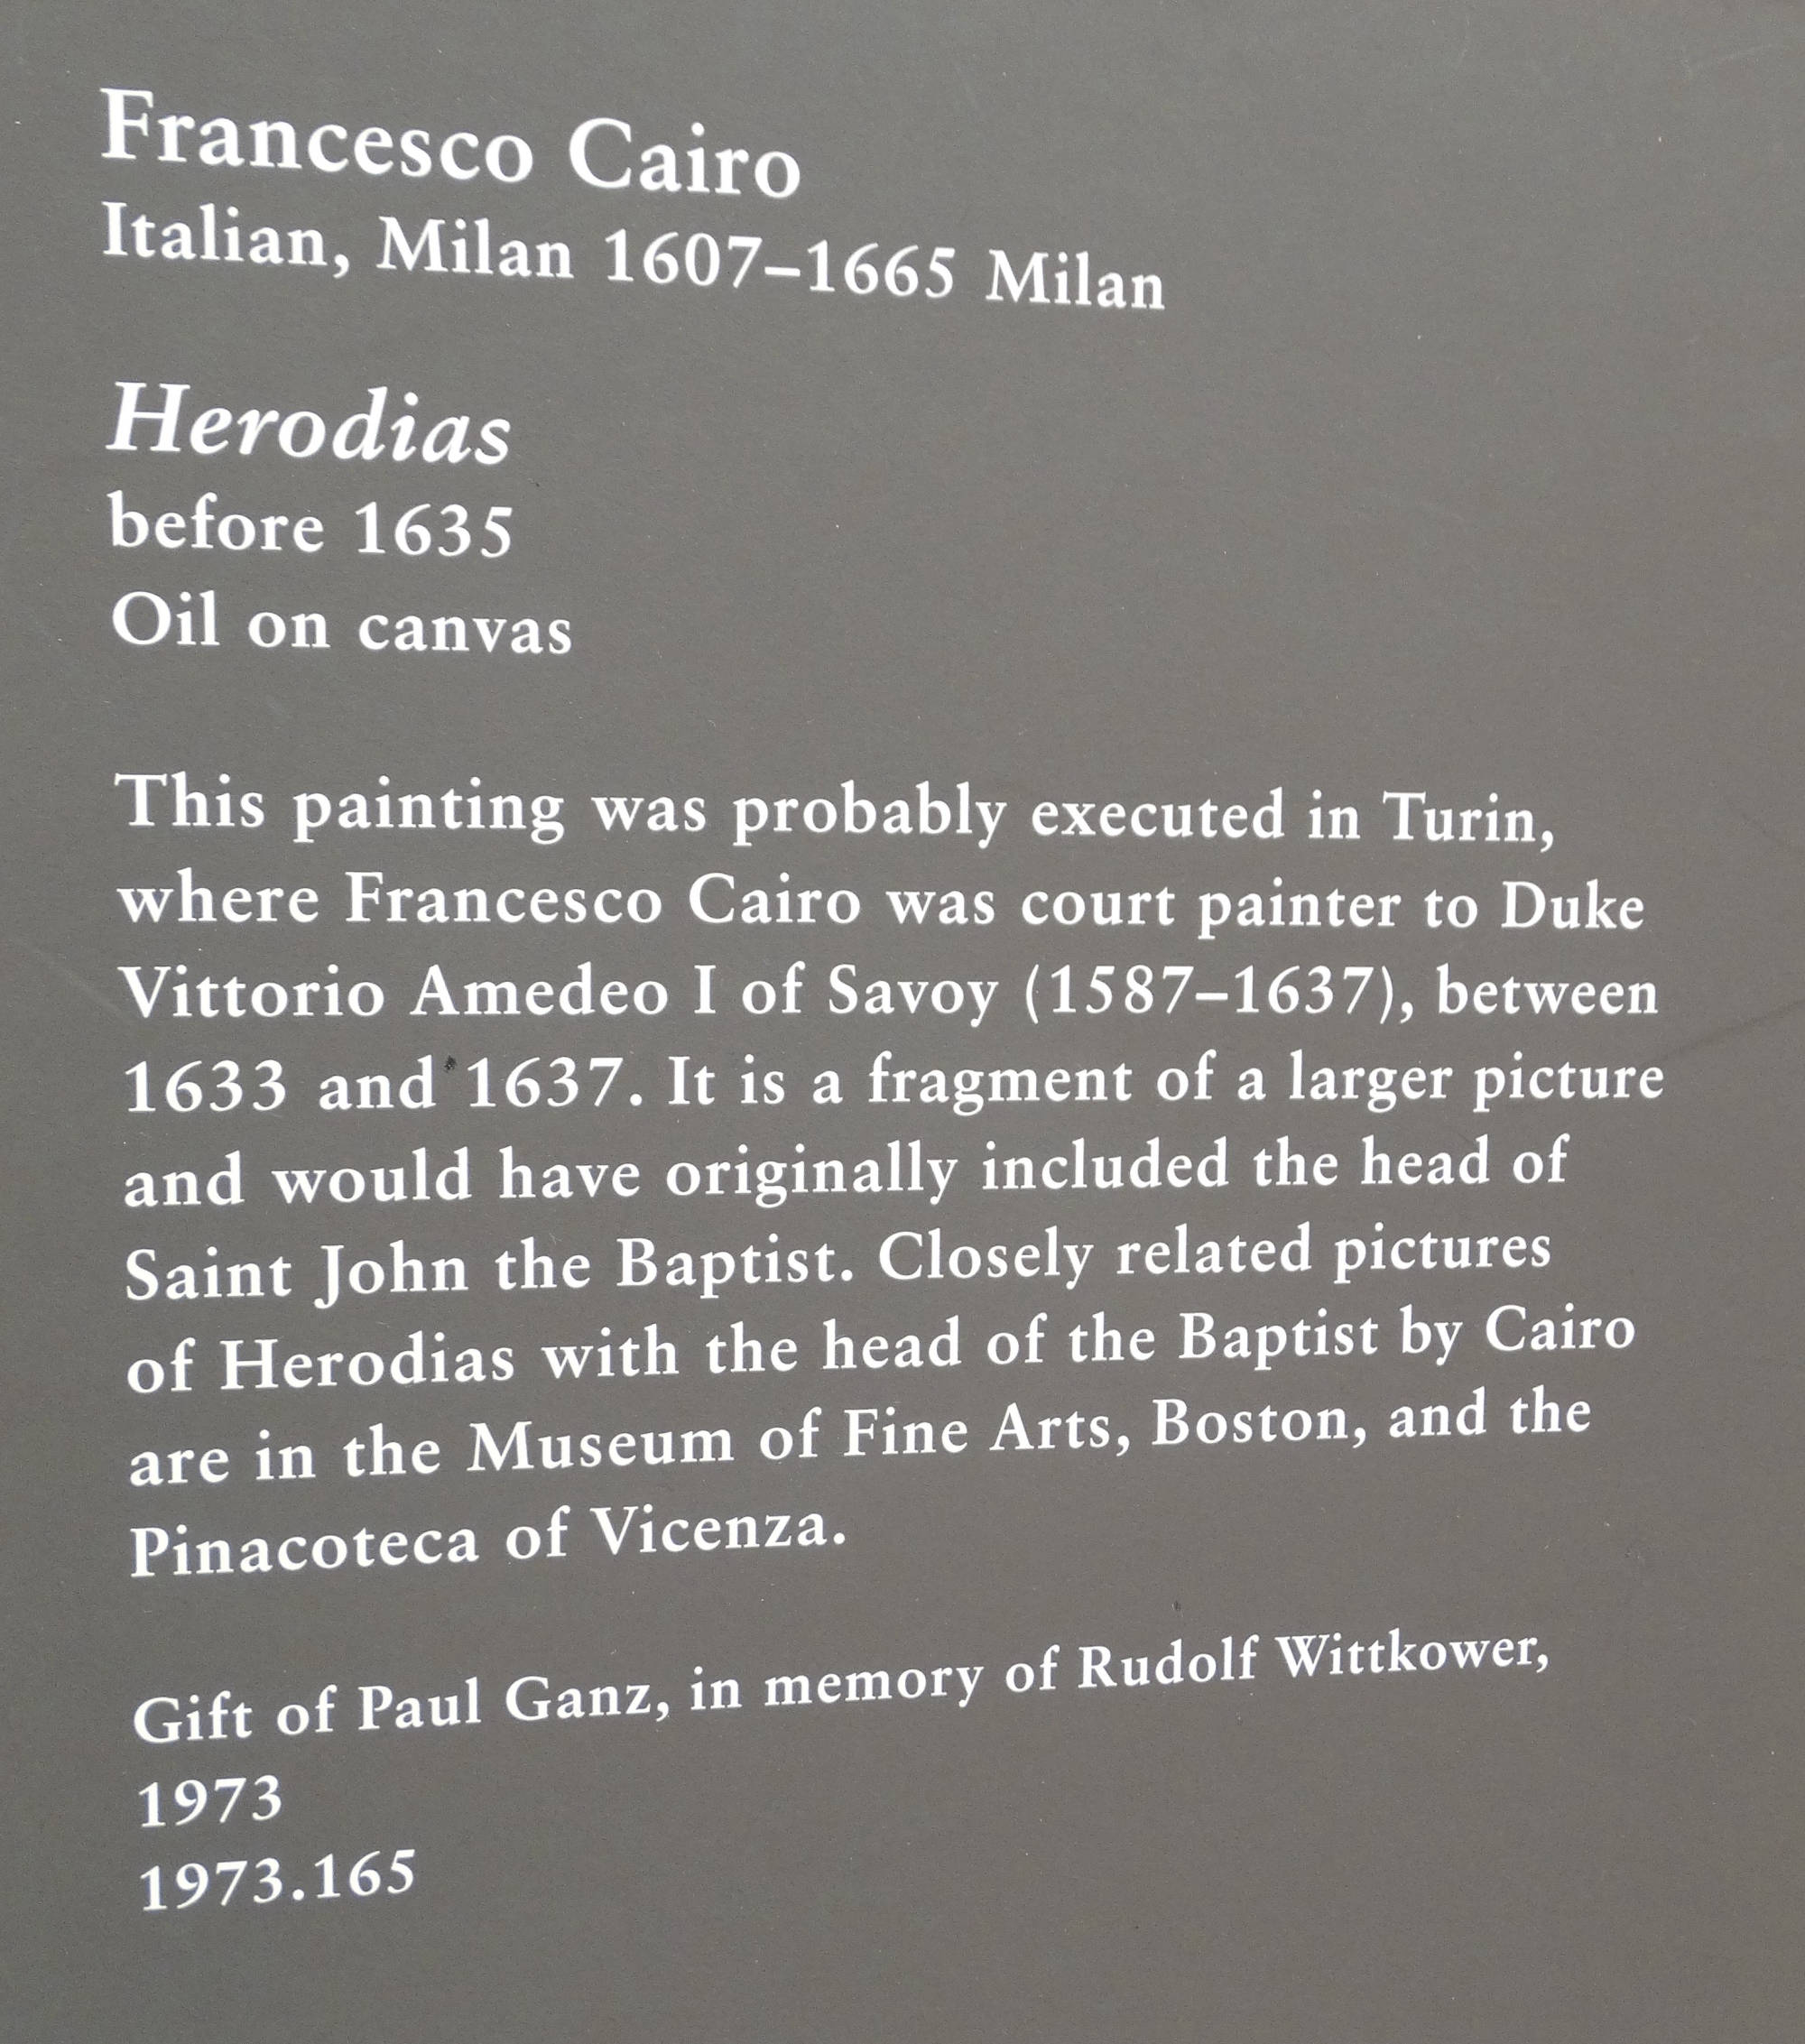 Francesco Cairo
Italian, Milan 1607–1665 Milan
Herodias
before 1635
Oil on canvas
This painting was probably executed in Turin,
where Francesco Cairo was court painter to Duke
Vittorio Amedeo I of Savoy (1587–1637), between
1633 and 1637. It is a fragment of a larger picture
and would have originally included the head of
Saint John the Baptist. Closely related pictures
of Herodias with the head of the Baptist by Cairo
are in the Museum of Fine Arts, Boston, and the
Pinacoteca of Vicenza.
Gift of Paul Ganz, in memory of Rudolf Wittkower,
1973
1973.165